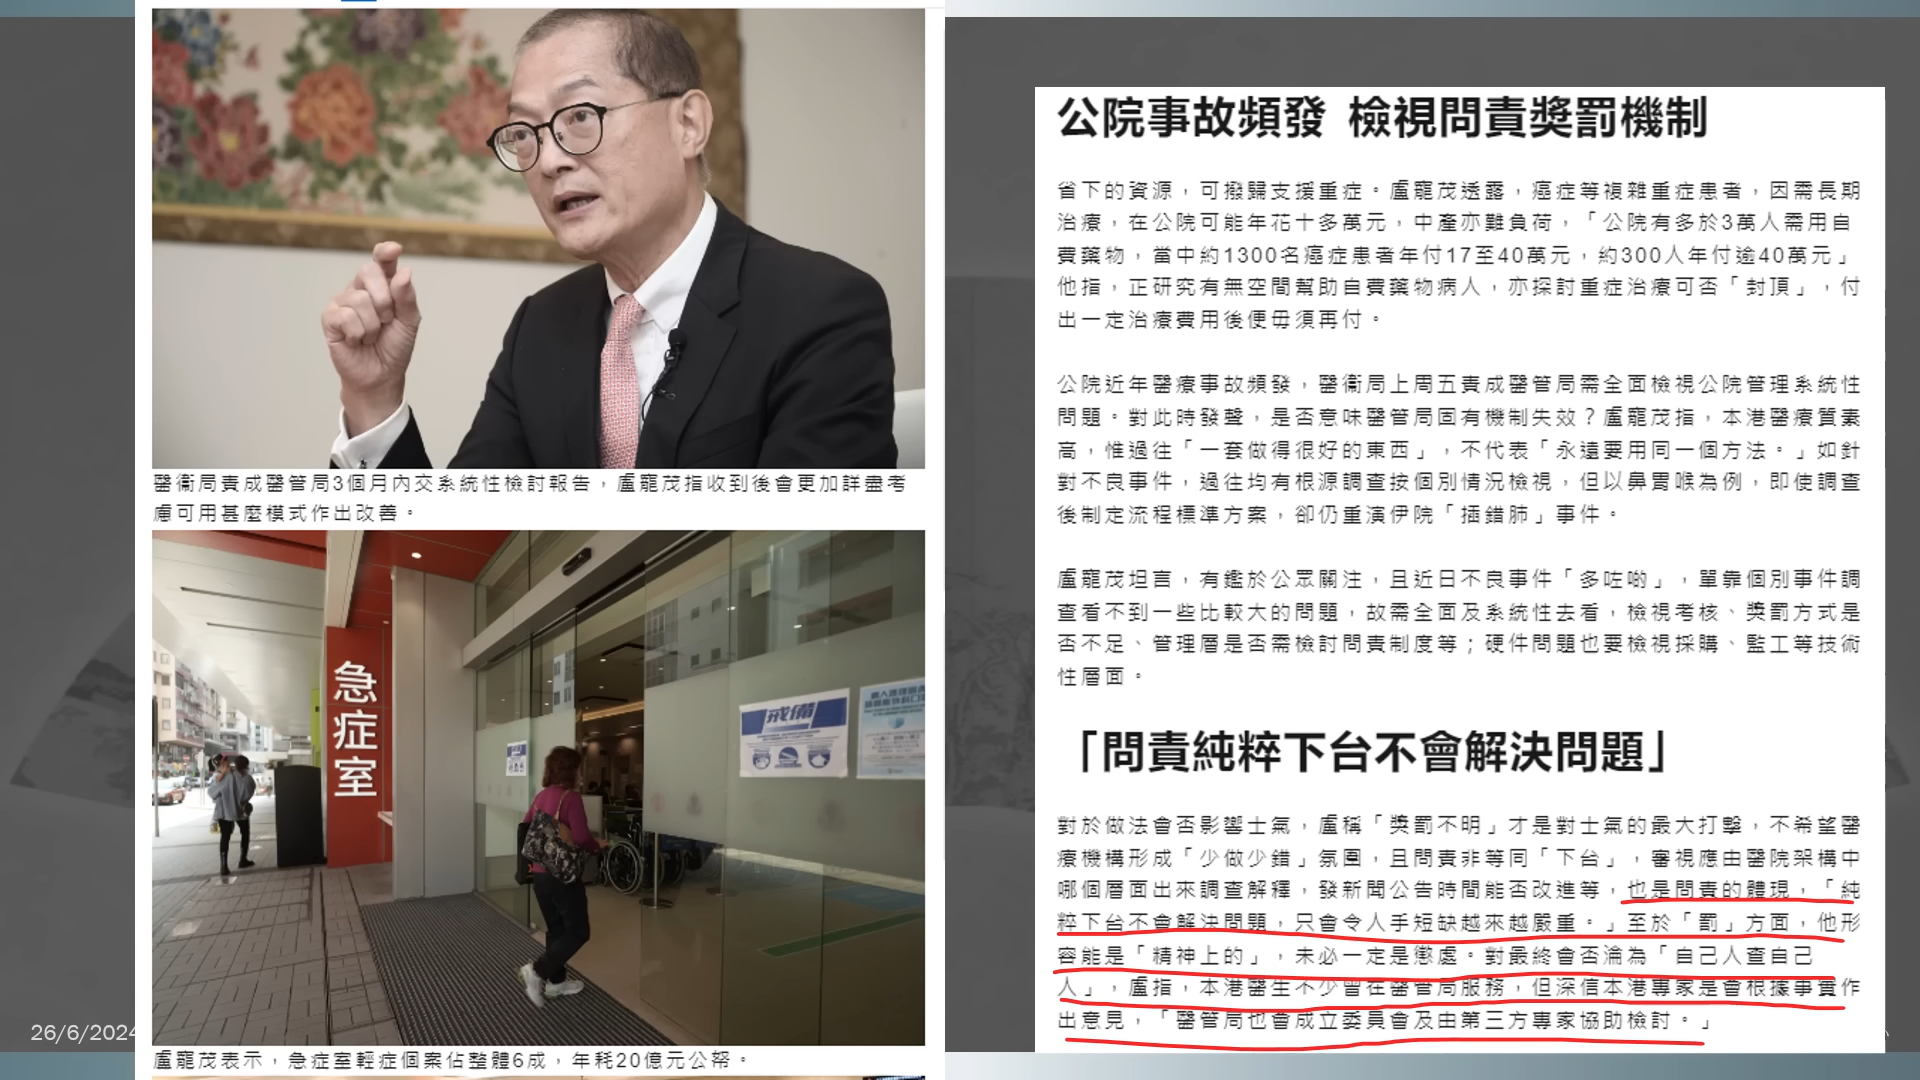 醫衞局責成醫管局3個月內交系統性檢討報告，盧寵茂指收到後會更加詳盡考
慮可用甚麼模式作出改善。
急症室
戒備
盧寵茂表示，急症室輕症個案佔整體6成，年耗20億元公帑。
26/6/2024
公院事故頻發 檢視問責獎罰機制
省下的資源，可撥歸支援重症。盧寵茂透露，癌症等複雜重症患者，因需長期
治療，在公院可能年花十多萬元，中產亦難負荷，「公院有多於3萬人需用自
費藥物，當中約1300名癌症患者年付17至40萬元，約300人年付逾40萬元」
他指，正研究有無空間幫助自費藥物病人，亦探討重症治療可否「封頂」，付
出一定治療費用後便毋須再付。
公院近年醫療事故頻發，醫衞局上周五責成醫管局需全面檢視公院管理系統性
問題。對此時發聲，是否意味醫管局固有機制失效？盧寵茂指，本港醫療質素
高，惟過往「一套做得很好的東西」，不代表「永遠要用同一個方法。」如針
對不良事件，過往均有根源調查按個別情況檢視，但以鼻胃喉為例，即使調查
後制定流程標準方案，卻仍重演伊院「插錯肺」事件。
盧寵茂坦言，有鑑於公眾關注，且近日不良事件「多咗啲」，單靠個別事件調
查看不到一些比較大的問題，故需全面及系統性去看，檢視考核、獎罰方式是
否不足、管理層是否需檢討問責制度等；硬件問題也要檢視採購、監工等技術
性層面。
「問責純粹下台不會解決問題」
對於做法會否影響士氣，盧稱「獎罰不明」才是對士氣的最大打擊，不希望醫
療機構形成「少做少錯」氛圍，且問責非等同「下台」，審視應由醫院架構中
哪個層面出來調查解釋，發新聞公告時間能否改進等，也是問責的體現，「純
粹下台不會解決問題，只會令人手短缺越來越嚴重。」至於「罰」方面，他形
容能是「精神上的」，未必一定是懲處。對最終會否淪為「自己人查自己
人」，盧指，本港醫生不少曾在醫管局服務，但深信本港專家是會根據事實作
出意見，「醫管局也會成立委員會及由第三方專家協助檢討。」